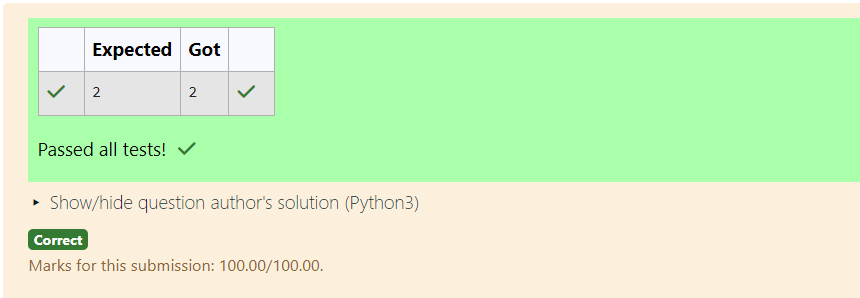 Expected Got
2 2
Passed all tests!
Show/hide question author's solution (Python3)
Correct
Marks for this submission: 100.00/100.00.